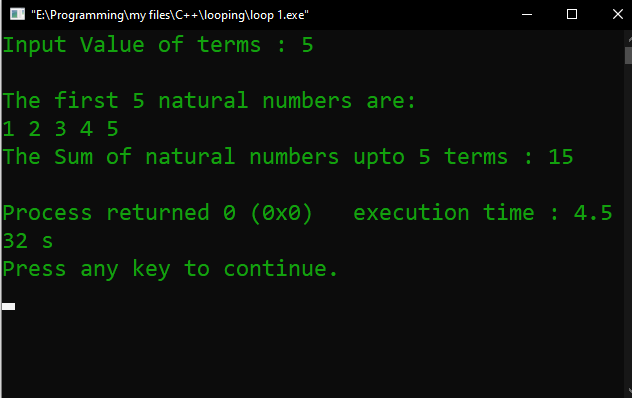 "E:\Programming\my files\C++\looping\loop 1.exe"
Input Value of terms : 5
The first 5 natural numbers are:
1 2 3 4 5
The Sum of natural numbers upto 5 terms : 15
Process returned 0 (0x0)   execution time : 4.5
32 s
Press any key to continue.